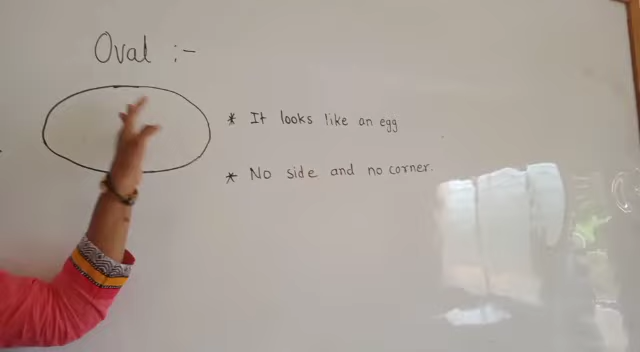 Oval :-
* It looks like an egg
* No side and no corner.